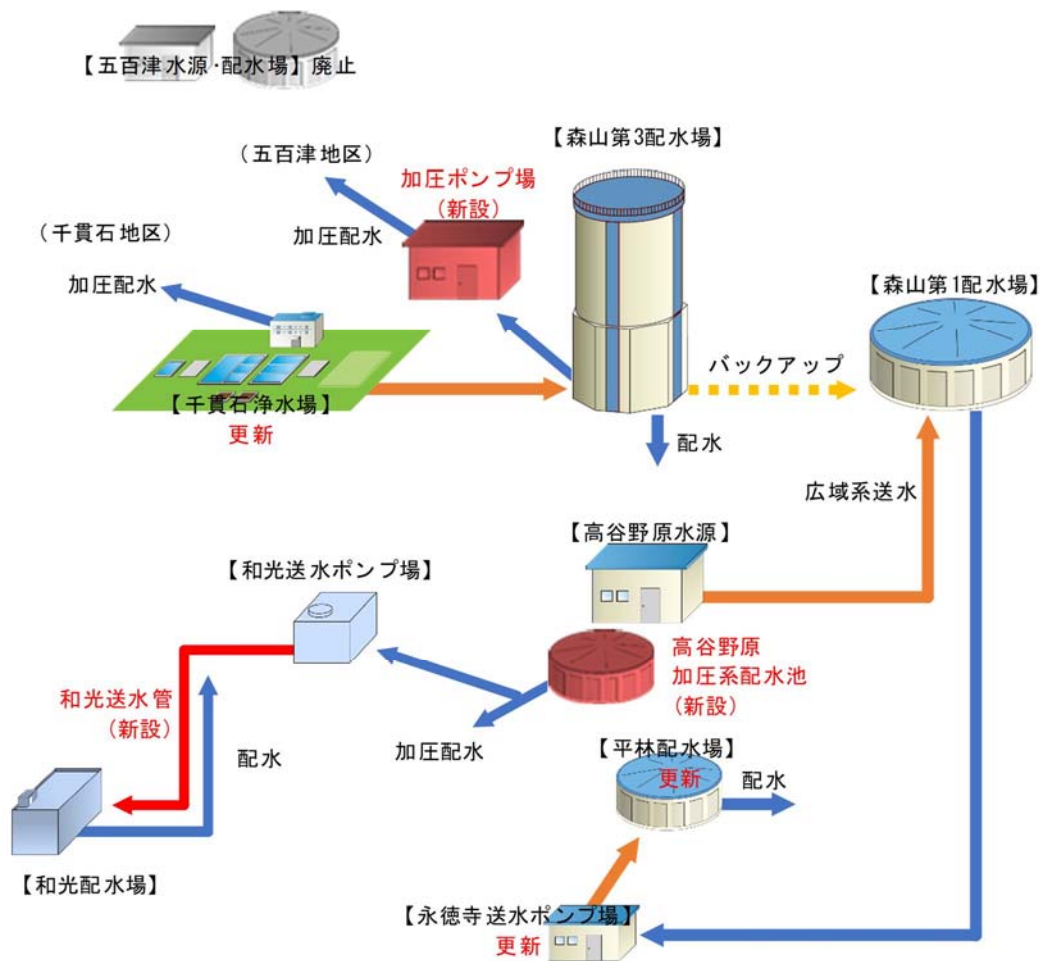 【五百津水源・配水場】廃止
【森山第3配水場】
(五百津地区)
加圧ポンプ場
(新設)
加圧配水
(千貫石地区)
加圧配水
【森山第1配水場】
バックアップ
【千貫石浄水場】
更新
配水
広域系送水
【高谷野原水源】
【和光送水ポンプ場】
高谷野原
加圧系配水池
(新設)
和光送水管
(新設)
配水
加圧配水
【平林配水場】
更新
配水
【和光配水場】
【永徳寺送水ポンプ場】
更新